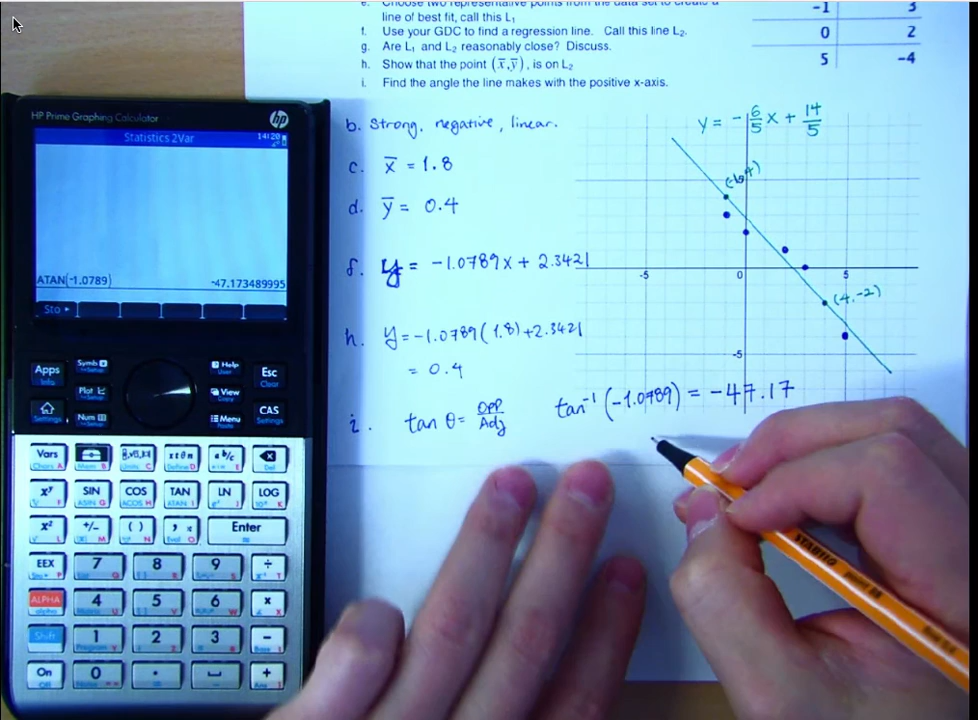 line of best fit, call this L1
f. Use your GDC to find a regression line. Call this line L2.
g. Are L1 and L2 reasonably close? Discuss.
h. Show that the point (x̄,ȳ), is on L2
i. Find the angle the line makes with the positive x-axis.
-1 3
0 2
5 -4
b. Strong, negative, linear.
c. x̄ = 1.8
d. ȳ = 0.4
f. y = -1.0789x + 2.3421
h. y = -1.0789(1.8)+2.3421
= 0.4
i. tan θ = Opp/Adj tan⁻¹(-1.0789) = -47.17
y = -6/5x + 14/5
(4,-2)
-5
0
5
-5
HP Prime Graphing Calculator
hp
Statistics 2Var 14:20
ATAN(-1.0789)
-47.173489995
Sto ▸
Apps Symb Help Esc
Info Clear
Plot View
Settings Num Menu CAS
Settings
Vars a b/c
SIN COS TAN LN LOG
+/- ( ) Enter
EEX 7 8 9 ÷
ALPHA 4 5 6 x
alpha
Shift 1 2 3 -
On 0 . +
STABILO